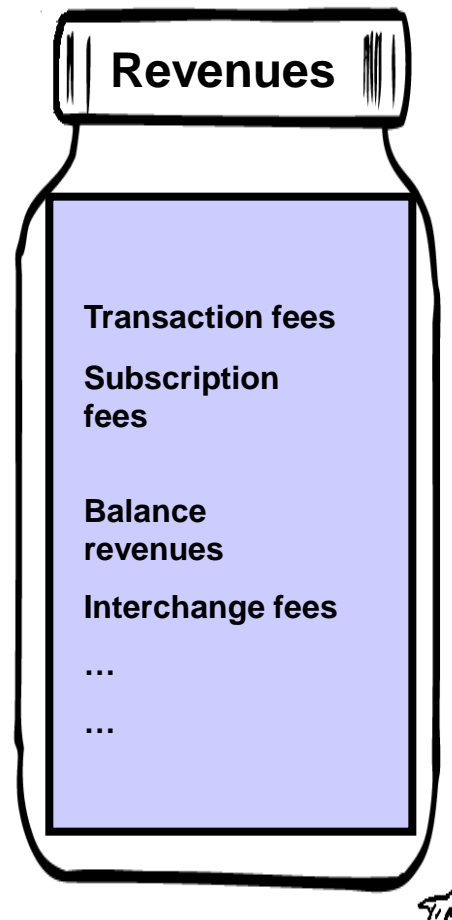 Revenues
Transaction fees
Subscription
fees
Balance
revenues
Interchange fees
…
…